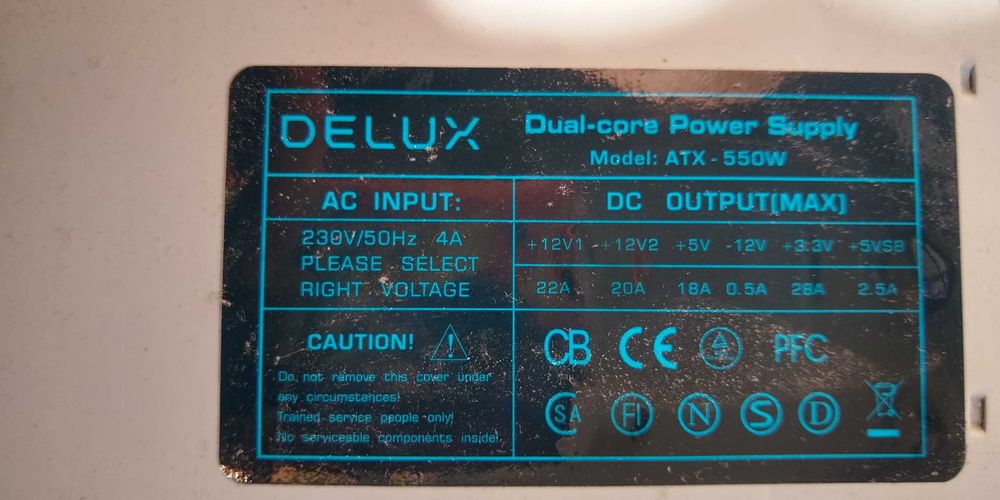 DELUX
Dual-core Power Supply
Model: ATX - 550W
AC INPUT:
230V/50Hz 4A
PLEASE SELECT
RIGHT VOLTAGE
DC OUTPUT(MAX)
+12V1 +12V2 +5V -12V +3.3V +5VSB
22A 20A 18A 0.5A 28A 2.5A
CAUTION!
Do not remove this cover under
any circumstances!
Trained service people only!
No serviceable components inside!
CB CE PFC
CSA FI N S D